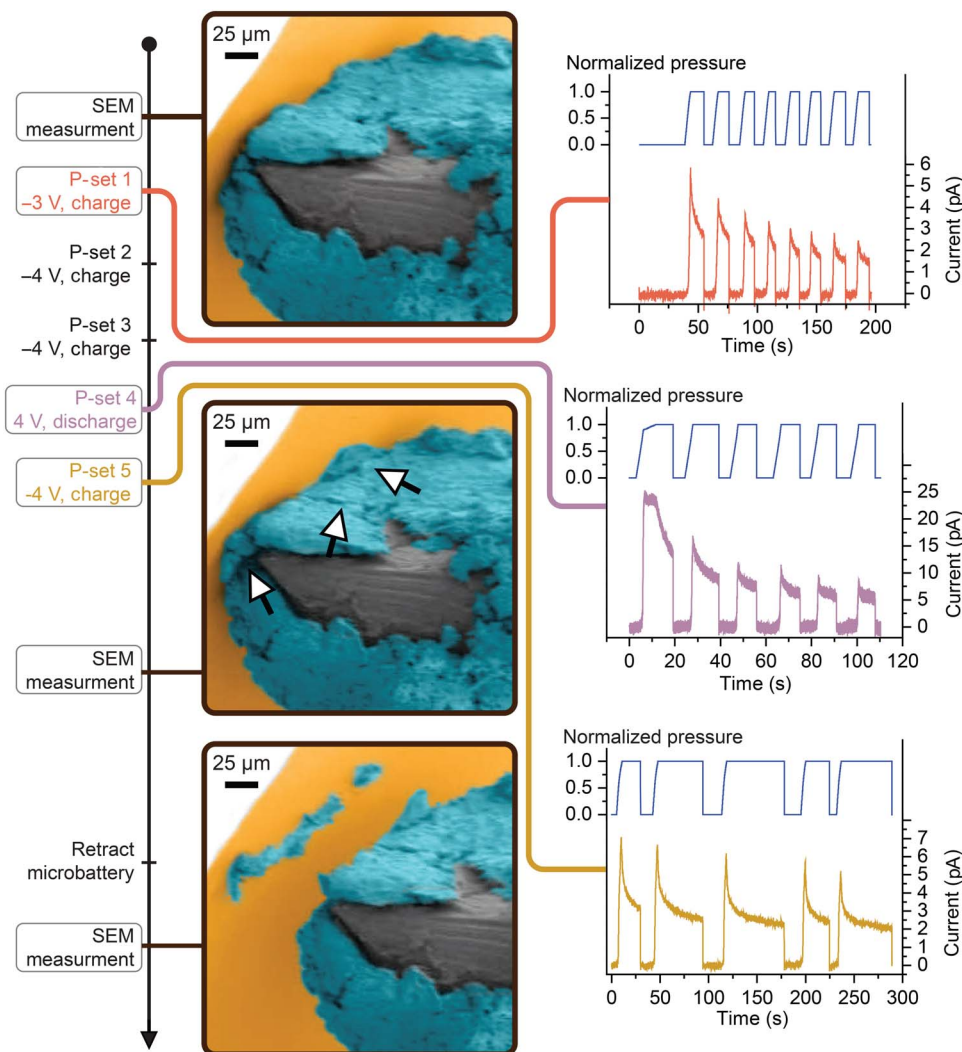 SEM
measurment
P-set 1
–3 V, charge
P-set 2
–4 V, charge
P-set 3
–4 V, charge
P-set 4
4 V, discharge
P-set 5
-4 V, charge
SEM
measurment
Retract
microbattery
SEM
measurment
25 µm
25 µm
25 µm
Normalized pressure
1.0
0.5
0.0
6
5
4
3
2
1
0
Current (pA)
0 50 100 150 200
Time (s)
Normalized pressure
1.0
0.5
0.0
25
20
15
10
5
0
Current (pA)
0 20 40 60 80 100 120
Time (s)
Normalized pressure
1.0
0.5
0.0
7
6
5
4
3
2
1
0
Current (pA)
0 50 100 150 200 250 300
Time (s)